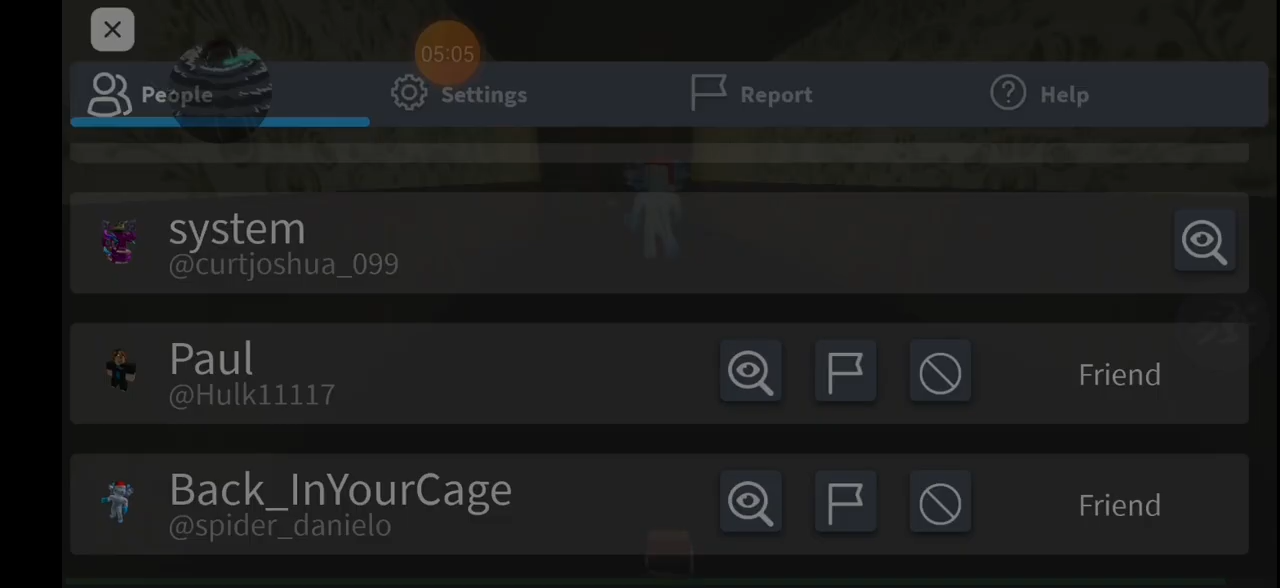 05:05
People
Settings
Report
Help
system
@curtjoshua_099
Paul
@Hulk11117
Friend
Back_InYourCage
@spider_danielo
Friend